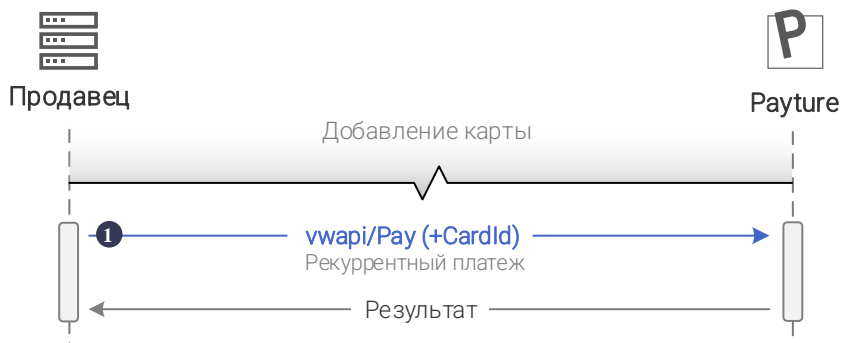 P
Продавец
Payture
Добавление карты
1
vwapi/Pay (+CardId)
Рекуррентный платеж
Результат